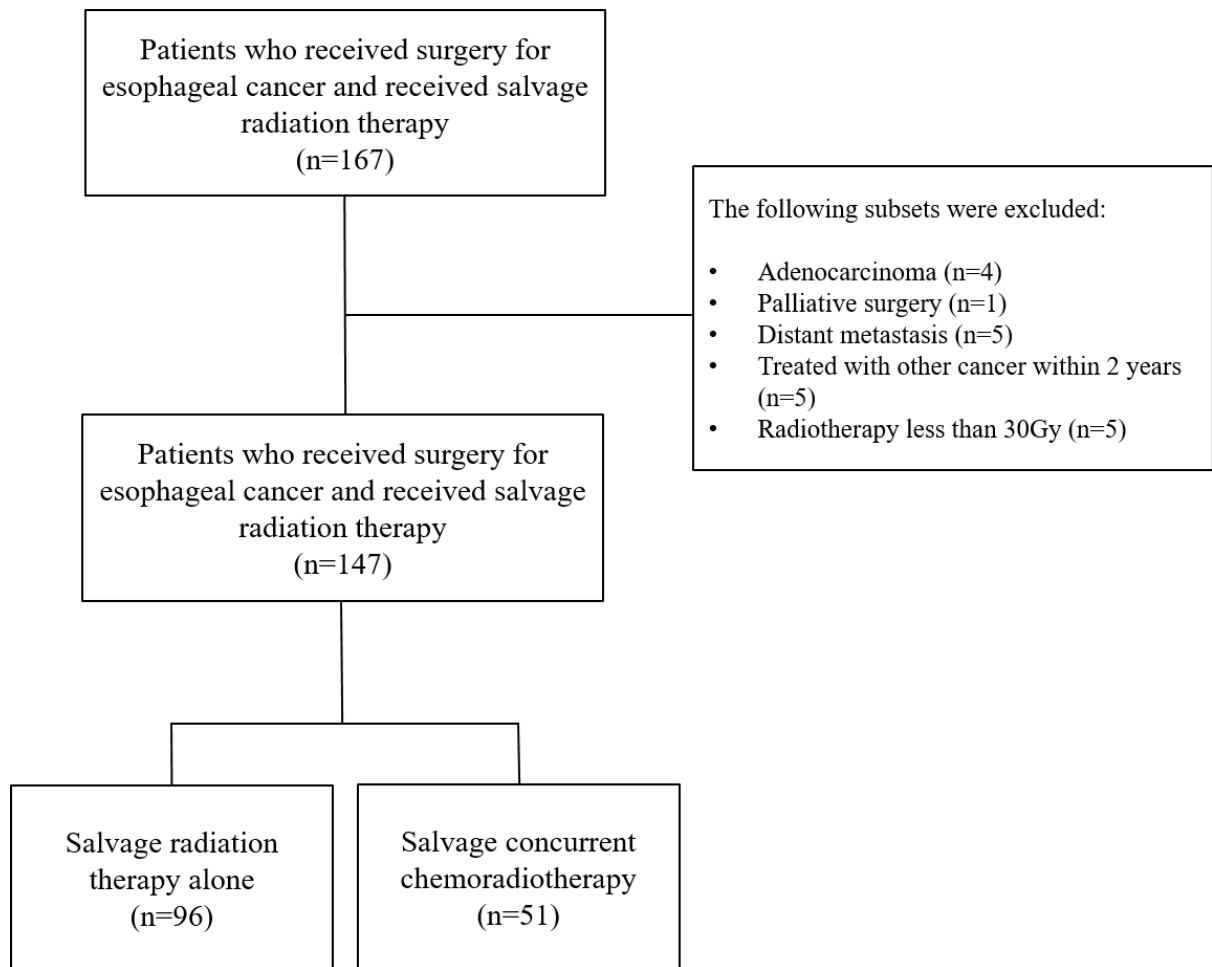 Patients who received surgery for
esophageal cancer and received salvage
radiation therapy
(n=167)
The following subsets were excluded:
• Adenocarcinoma (n=4)
• Palliative surgery (n=1)
• Distant metastasis (n=5)
• Treated with other cancer within 2 years
(n=5)
• Radiotherapy less than 30Gy (n=5)
Patients who received surgery for
esophageal cancer and received salvage
radiation therapy
(n=147)
Salvage radiation
therapy alone
(n=96)
Salvage concurrent
chemoradiotherapy
(n=51)